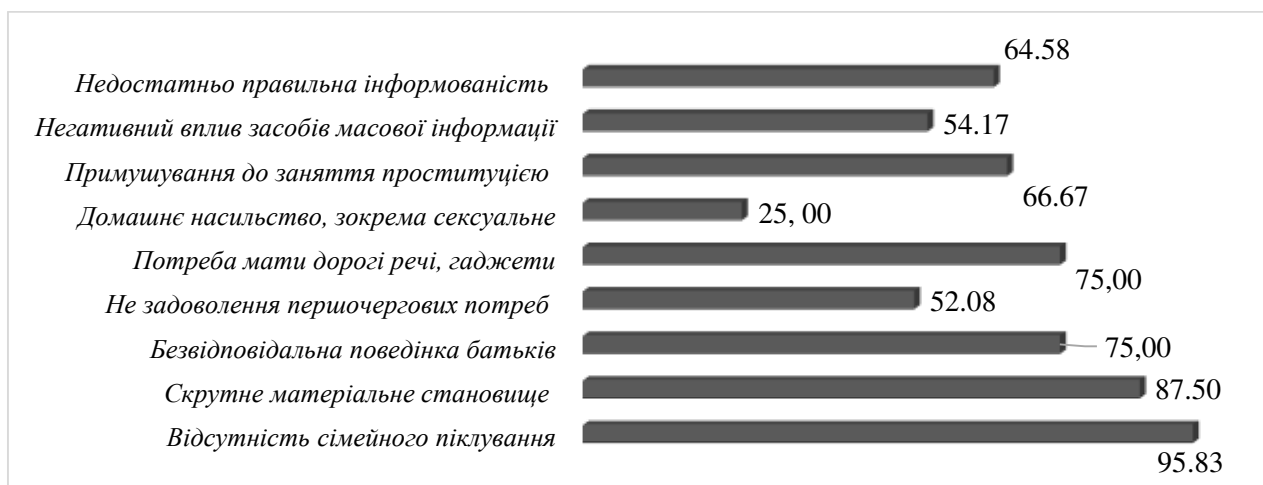 Недостатньо правильна інформованість 64.58
Негативний вплив засобів масової інформації 54.17
Примушування до заняття проституцією 66.67
Домашнє насильство, зокрема сексуальне 25, 00
Потреба мати дорогі речі, гаджети 75,00
Не задоволення першочергових потреб 52.08
Безвідповідальна поведінка батьків 75,00
Скрутне матеріальне становище 87.50
Відсутність сімейного піклування 95.83